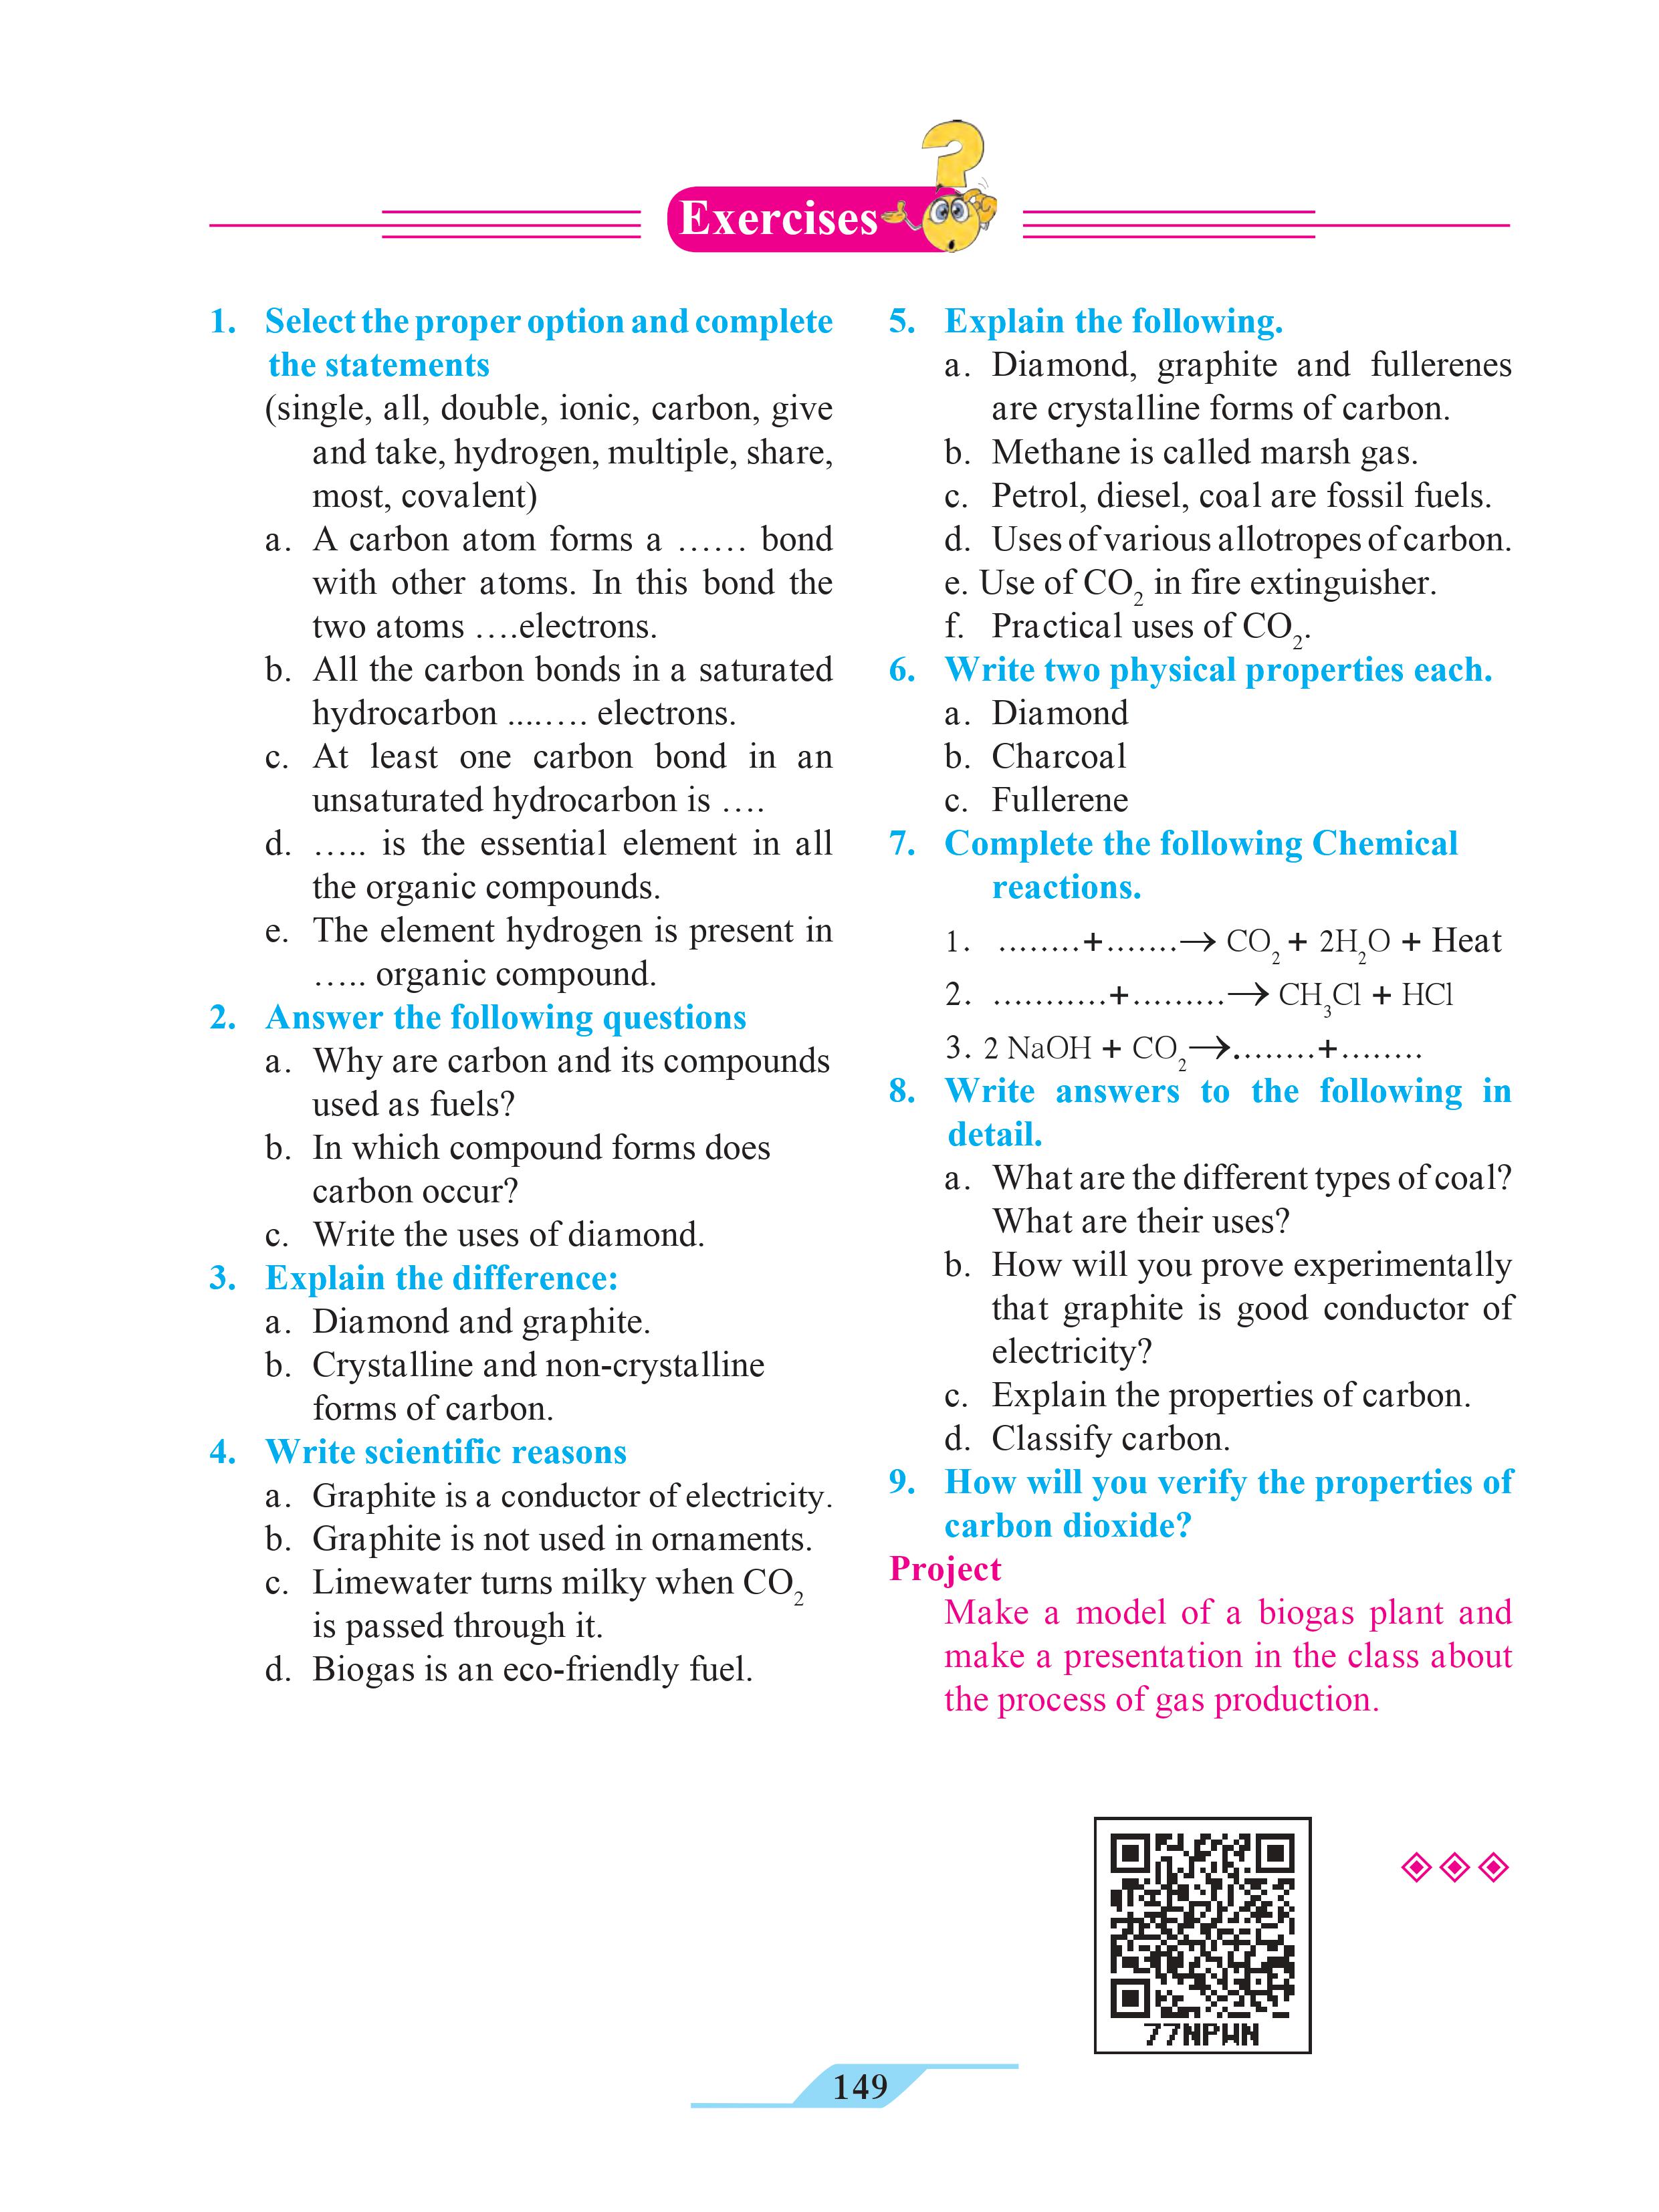 Exercises
1. Select the proper option and complete
the statements
(single, all, double, ionic, carbon, give
and take, hydrogen, multiple, share,
most, covalent)
a. A carbon atom forms a ...... bond
with other atoms. In this bond the
two atoms ....electrons.
b. All the carbon bonds in a saturated
hydrocarbon ........ electrons.
c. At least one carbon bond in an
unsaturated hydrocarbon is ....
d. ..... is the essential element in all
the organic compounds.
e. The element hydrogen is present in
..... organic compound.
2. Answer the following questions
a. Why are carbon and its compounds
used as fuels?
b. In which compound forms does
carbon occur?
c. Write the uses of diamond.
3. Explain the difference:
a. Diamond and graphite.
b. Crystalline and non-crystalline
forms of carbon.
4. Write scientific reasons
a. Graphite is a conductor of electricity.
b. Graphite is not used in ornaments.
c. Limewater turns milky when CO₂
is passed through it.
d. Biogas is an eco-friendly fuel.
5. Explain the following.
a. Diamond, graphite and fullerenes
are crystalline forms of carbon.
b. Methane is called marsh gas.
c. Petrol, diesel, coal are fossil fuels.
d. Uses of various allotropes of carbon.
e. Use of CO₂ in fire extinguisher.
f. Practical uses of CO₂.
6. Write two physical properties each.
a. Diamond
b. Charcoal
c. Fullerene
7. Complete the following Chemical
reactions.
1. ........+.......→ CO₂ + 2H₂O + Heat
2. ...........+.........→ CH₃Cl + HCl
3. 2 NaOH + CO₂→........+........
8. Write answers to the following in
detail.
a. What are the different types of coal?
What are their uses?
b. How will you prove experimentally
that graphite is good conductor of
electricity?
c. Explain the properties of carbon.
d. Classify carbon.
9. How will you verify the properties of
carbon dioxide?
Project
Make a model of a biogas plant and
make a presentation in the class about
the process of gas production.
77NPWN
149